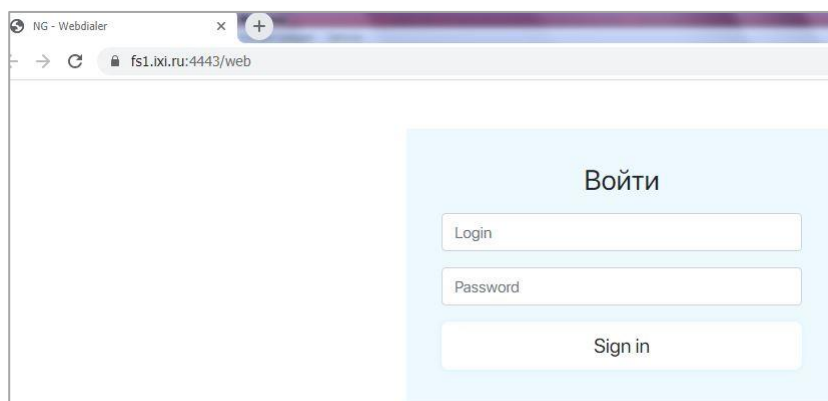 NG - Webdialer
fs1.ixi.ru:4443/web
Войти
Login
Password
Sign in